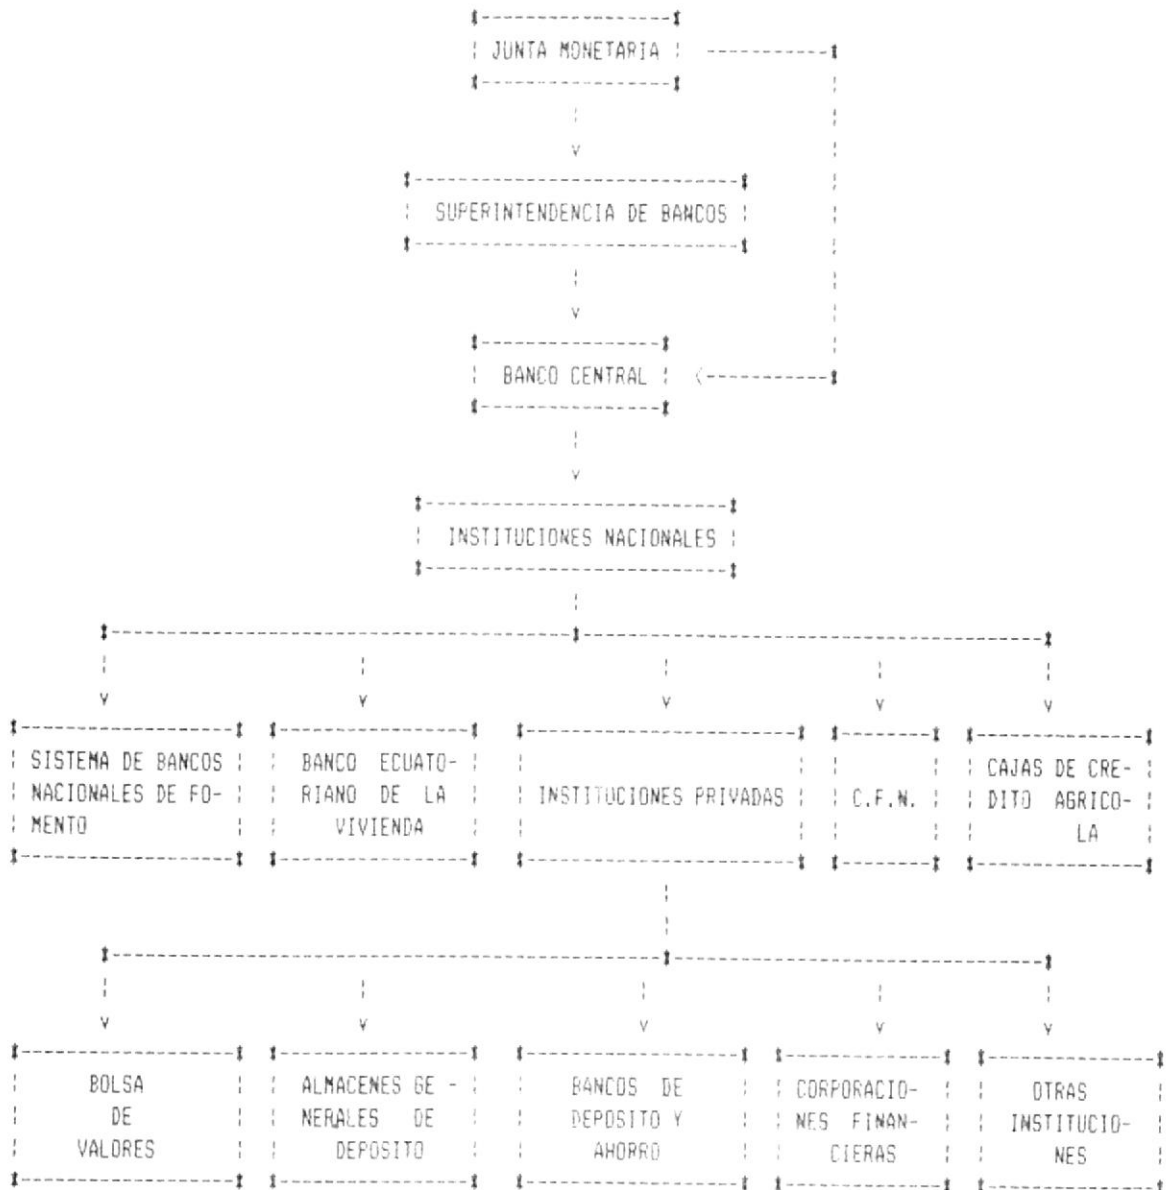 JUNTA MONETARIA
SUPERINTENDENCIA DE BANCOS
BANCO CENTRAL
INSTITUCIONES NACIONALES
SISTEMA DE BANCOS
NACIONALES DE FO-
MENTO
BANCO ECUATO-
RIANO DE LA
VIVIENDA
INSTITUCIONES PRIVADAS
C.F.N.
CAJAS DE CRE-
DITO AGRICO-
LA
BOLSA
DE
VALORES
ALMACENES GE -
NERALES DE
DEPOSITO
BANCOS DE
DEPOSITO Y
AHORRO
CORPORACIO-
NES FINAN-
CIERAS
OTRAS
INSTITUCIO-
NES